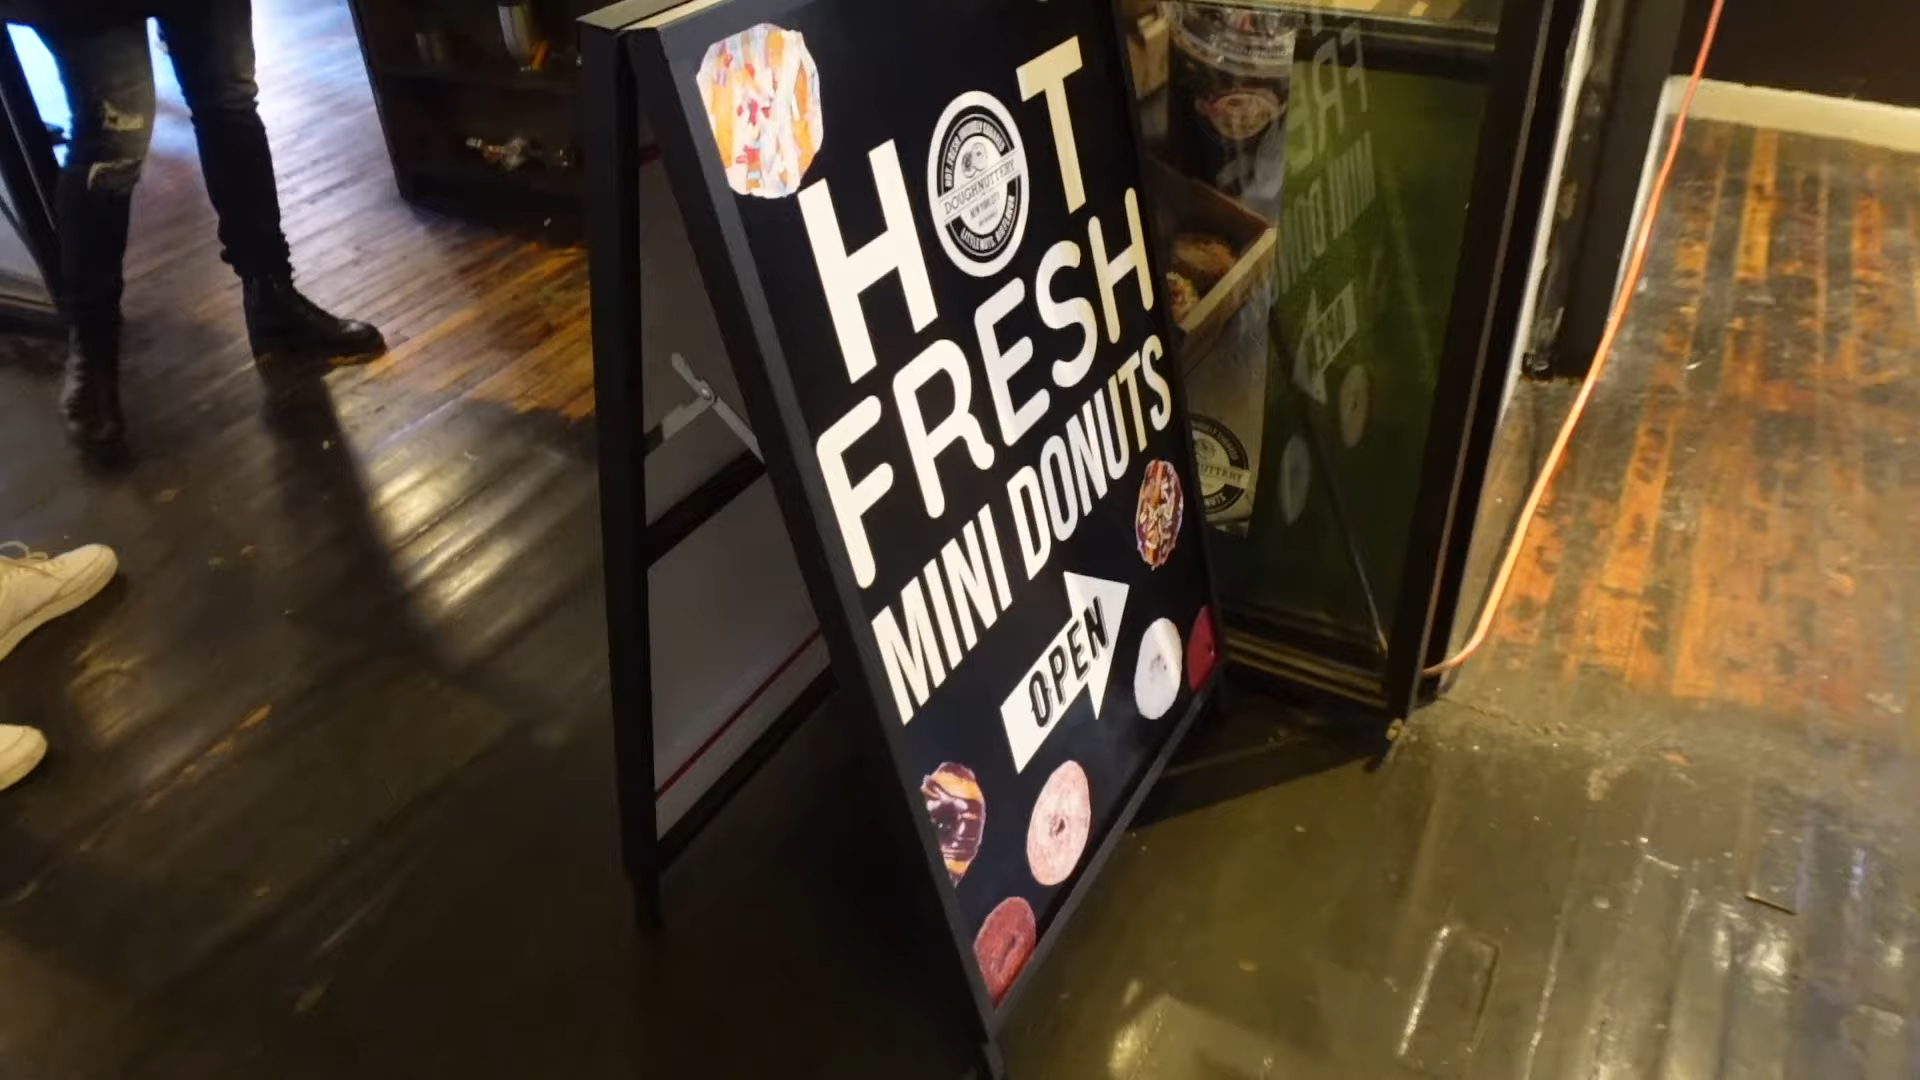 HOT
DOUGHNUTTERY
NEW YORK CITY
FRESH
MINI DONUTS
OPEN